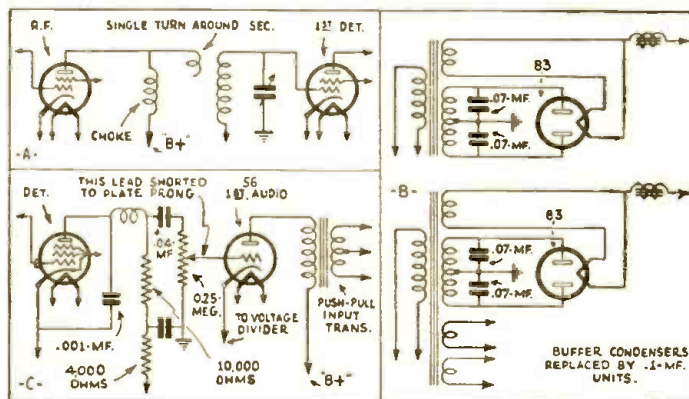 R.F.
SINGLE TURN AROUND SEC.
1ST. DET.
CHOKE
"B+"
-A-
DET.
THIS LEAD SHORTED
TO PLATE PRONG
56
1ST. AUDIO
.04-
MF
0.25-
MEG.
TO VOLTAGE
DIVIDER
PUSH-PULL
INPUT
TRANS.
.001-MF.
4,000
OHMS
10,000
OHMS
"B+"
-C-
83
.07-MF.
.07-MF.
-B-
83
.07-MF.
.07-MF.
BUFFER CONDENSERS
REPLACED BY .1-MF.
UNITS.